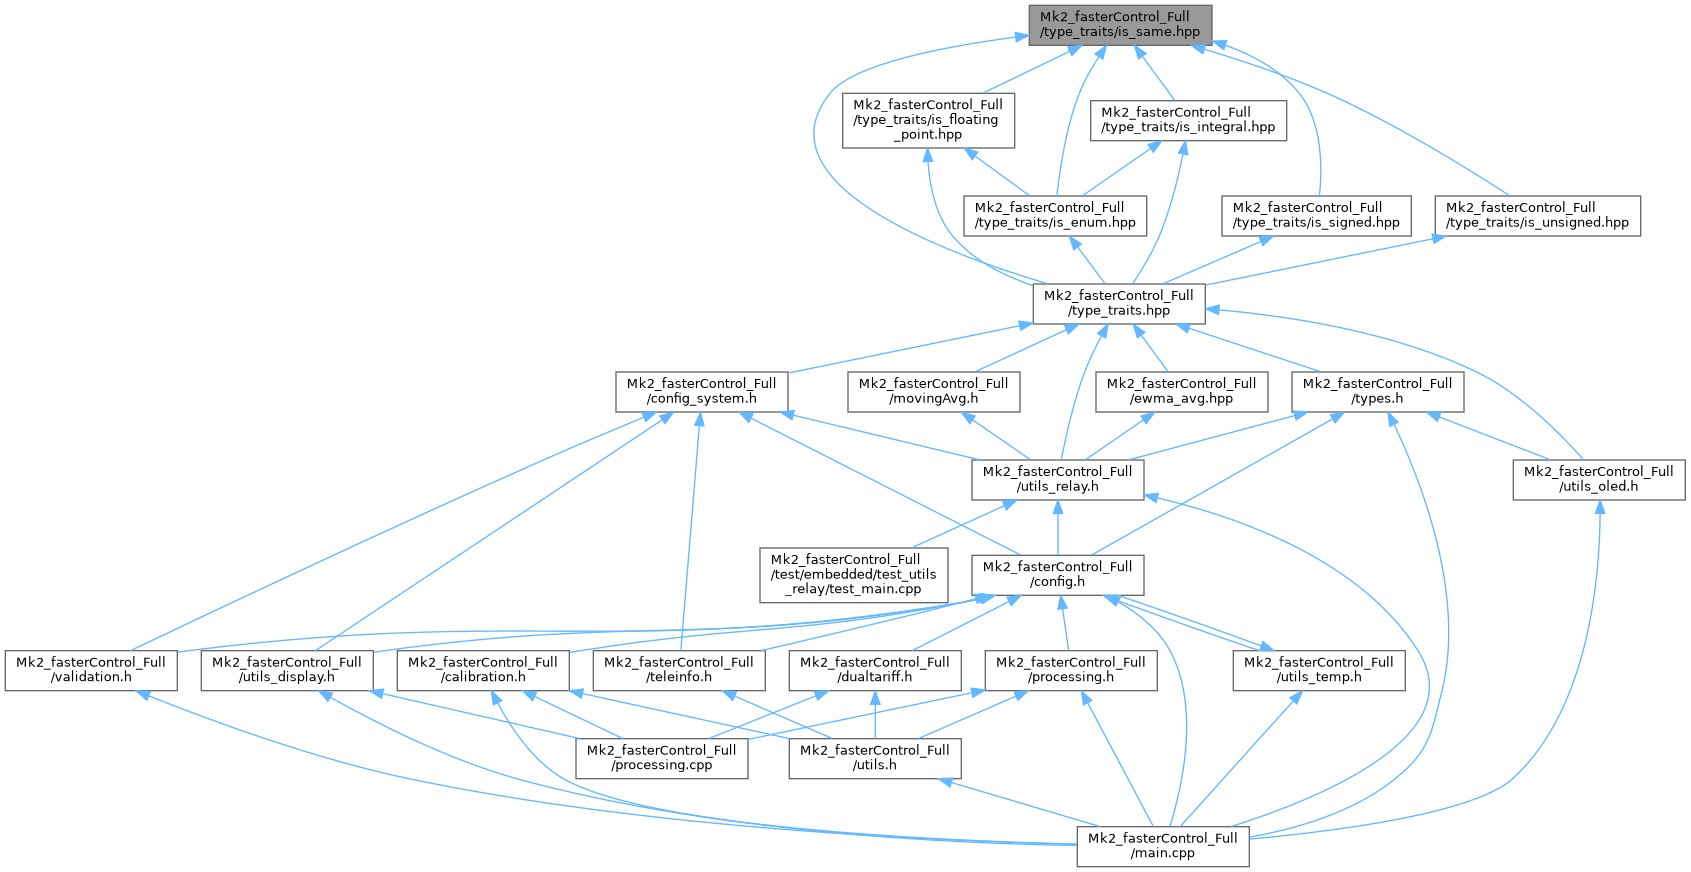 Mk2_fasterControl_Full
/type_traits/is_same.hpp
Mk2_fasterControl_Full
/type_traits/is_floating
_point.hpp
Mk2_fasterControl_Full
/type_traits/is_integral.hpp
Mk2_fasterControl_Full
/type_traits/is_enum.hpp
Mk2_fasterControl_Full
/type_traits/is_signed.hpp
Mk2_fasterControl_Full
/type_traits/is_unsigned.hpp
Mk2_fasterControl_Full
/type_traits.hpp
Mk2_fasterControl_Full
/config_system.h
Mk2_fasterControl_Full
/movingAvg.h
Mk2_fasterControl_Full
/ewma_avg.hpp
Mk2_fasterControl_Full
/types.h
Mk2_fasterControl_Full
/utils_relay.h
Mk2_fasterControl_Full
/utils_oled.h
Mk2_fasterControl_Full
/test/embedded/test_utils
_relay/test_main.cpp
Mk2_fasterControl_Full
/config.h
Mk2_fasterControl_Full
/validation.h
Mk2_fasterControl_Full
/utils_display.h
Mk2_fasterControl_Full
/calibration.h
Mk2_fasterControl_Full
/teleinfo.h
Mk2_fasterControl_Full
/dualtariff.h
Mk2_fasterControl_Full
/processing.h
Mk2_fasterControl_Full
/utils_temp.h
Mk2_fasterControl_Full
/processing.cpp
Mk2_fasterControl_Full
/utils.h
Mk2_fasterControl_Full
/main.cpp